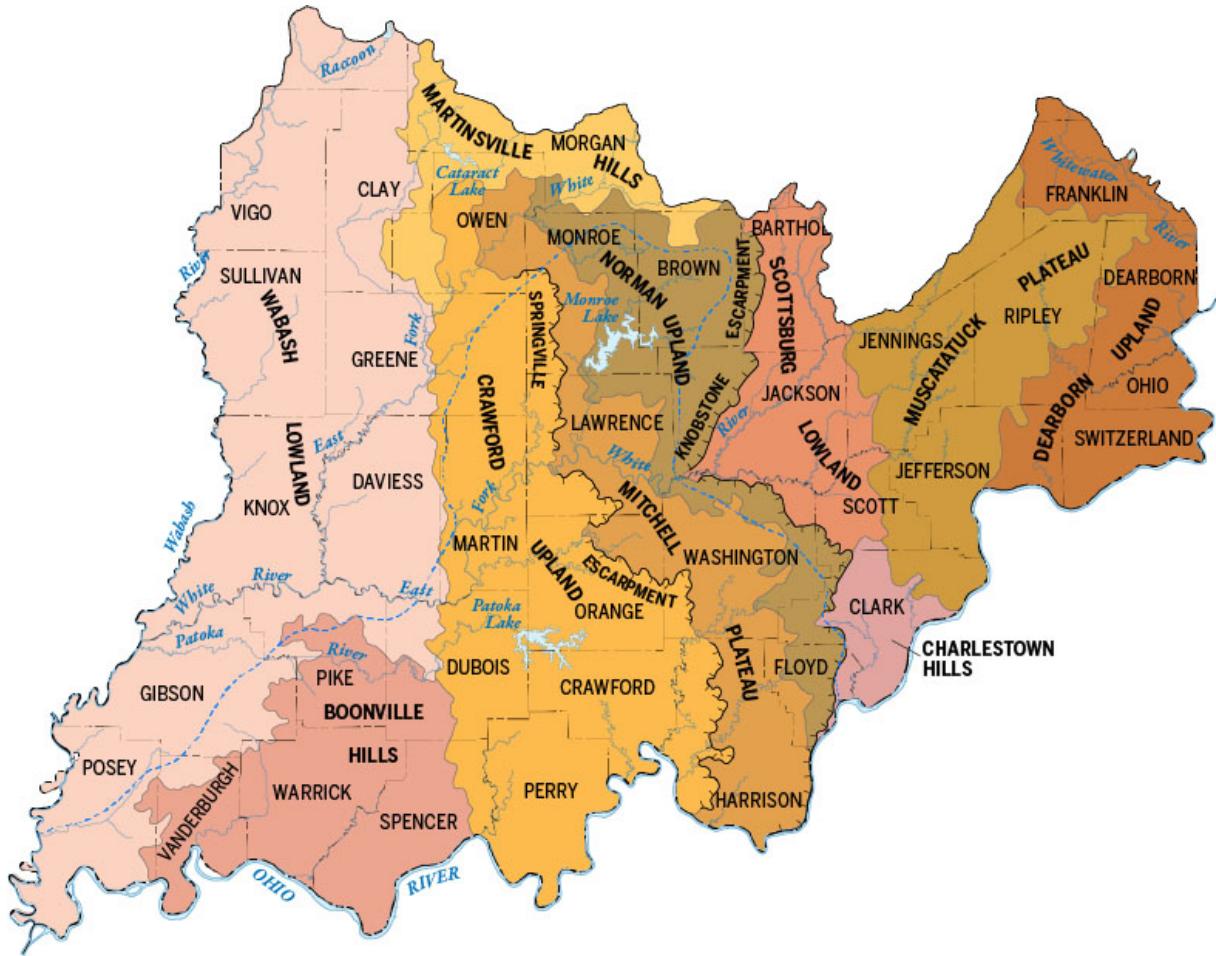 Raccoon
MARTINSVILLE
HILLS
MORGAN
Cataract
Lake
White
CLAY
OWEN
VIGO
River
SULLIVAN
WABASH
LOWLAND
MONROE
NORMAN
UPLAND
BROWN
Monroe
Lake
ESCARPMENT
KNOBSTONE
BARTHOL
SCOTTSBURG
LOWLAND
Whitewater
FRANKLIN
River
PLATEAU
MUSCATATUCK
DEARBORN
RIPLEY
UPLAND
DEARBORN
JENNINGS
OHIO
SWITZERLAND
JEFFERSON
JACKSON
River
SCOTT
SPRINGVILLE
ESCARPMENT
Fork
GREENE
CRAWFORD
UPLAND
LAWRENCE
East
White
DAVIESS
KNOX
Wabash
Fork
MITCHELL
PLATEAU
MARTIN
WASHINGTON
White
River
East
Patoka
River
Patoka
Lake
ORANGE
CLARK
CHARLESTOWN
HILLS
DUBOIS
FLOYD
GIBSON
PIKE
CRAWFORD
BOONVILLE
HILLS
POSEY
VANDERBURGH
WARRICK
SPENCER
PERRY
HARRISON
OHIO
RIVER